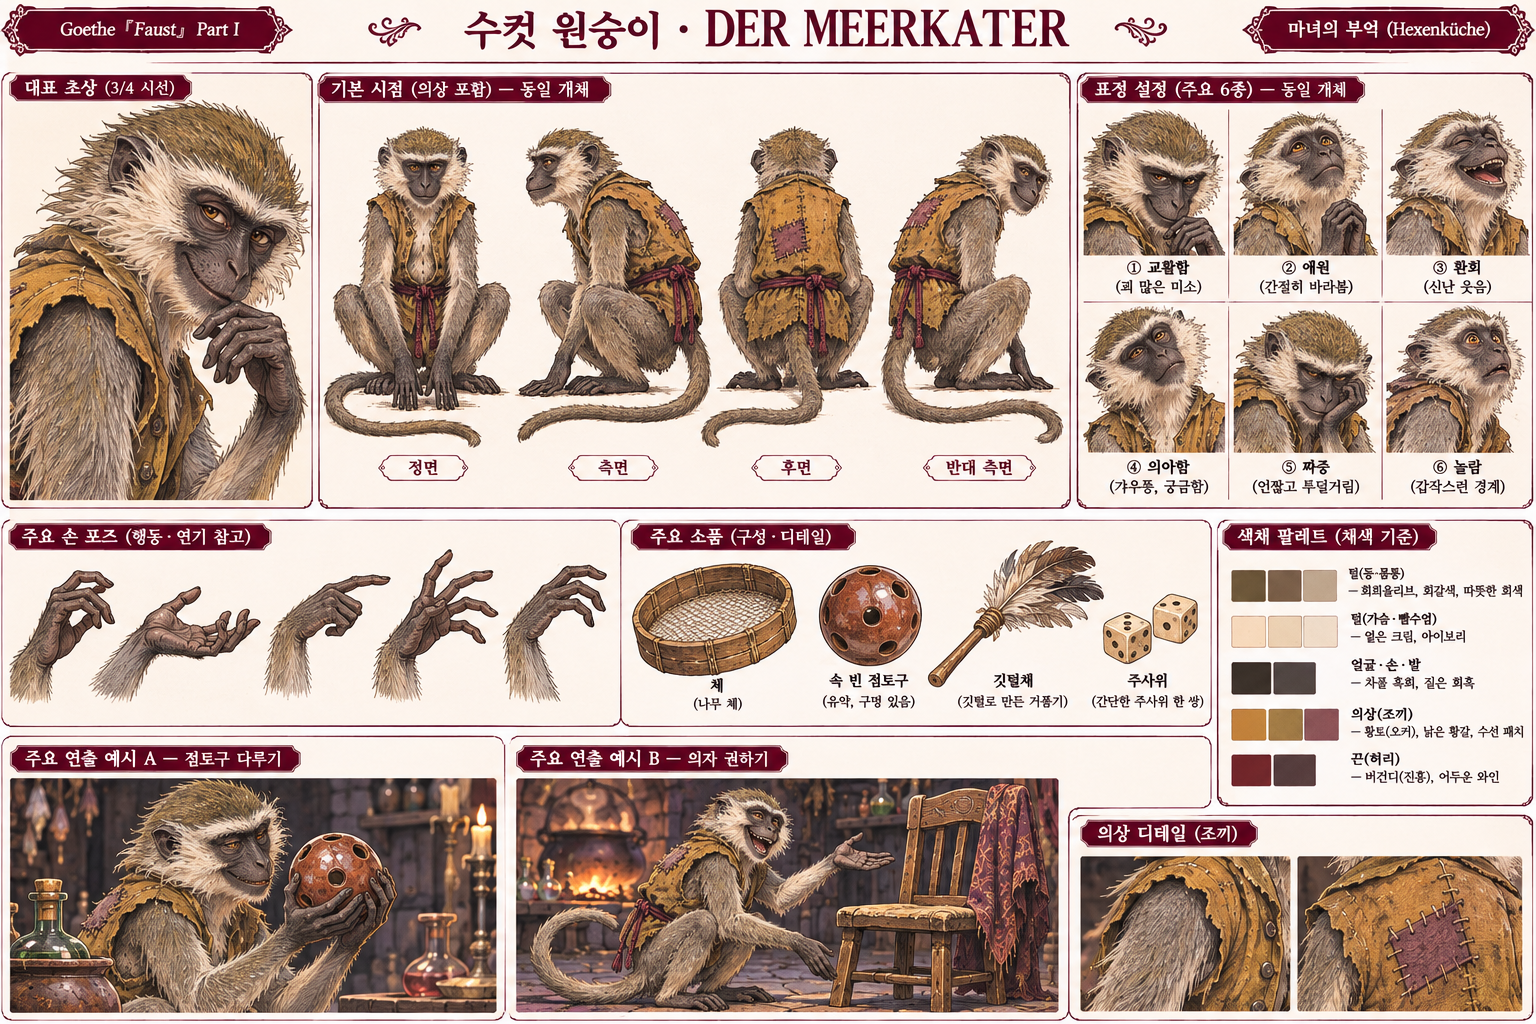 Goethe 『Faust』 Part I
수컷 원숭이 · DER MEERKATER
마녀의 부엌 (Hexenküche)
대표 초상 (3/4 시선)
기본 시점 (의상 포함) — 동일 개체
정면
측면
후면
반대 측면
표정 설정 (주요 6종) — 동일 개체
① 교활함
(꾀 많은 미소)
② 애원
(간절히 바라봄)
③ 환희
(신난 웃음)
④ 의아함
(갸우뚱, 궁금함)
⑤ 짜증
(언짢고 투덜거림)
⑥ 놀람
(갑작스런 경계)
주요 손 포즈 (행동 · 연기 참고)
주요 소품 (구성 · 디테일)
체
(나무 체)
속 빈 점토구
(유약, 구멍 있음)
깃털채
(깃털로 만든 거품기)
주사위
(간단한 주사위 한 쌍)
색채 팔레트 (채색 기준)
털(등·몸통)
— 회희올리브, 회갈색, 따뜻한 회색
털(가슴 · 뺨수염)
— 옅은 크림, 아이보리
얼굴 · 손 · 발
— 차콜 흑회, 짙은 회흑
의상(조끼)
— 황토(오커), 낡은 황갈, 수선 패치
끈(허리)
— 버건디(진홍), 어두운 와인
주요 연출 예시 A — 점토구 다루기
주요 연출 예시 B — 의자 권하기
의상 디테일 (조끼)